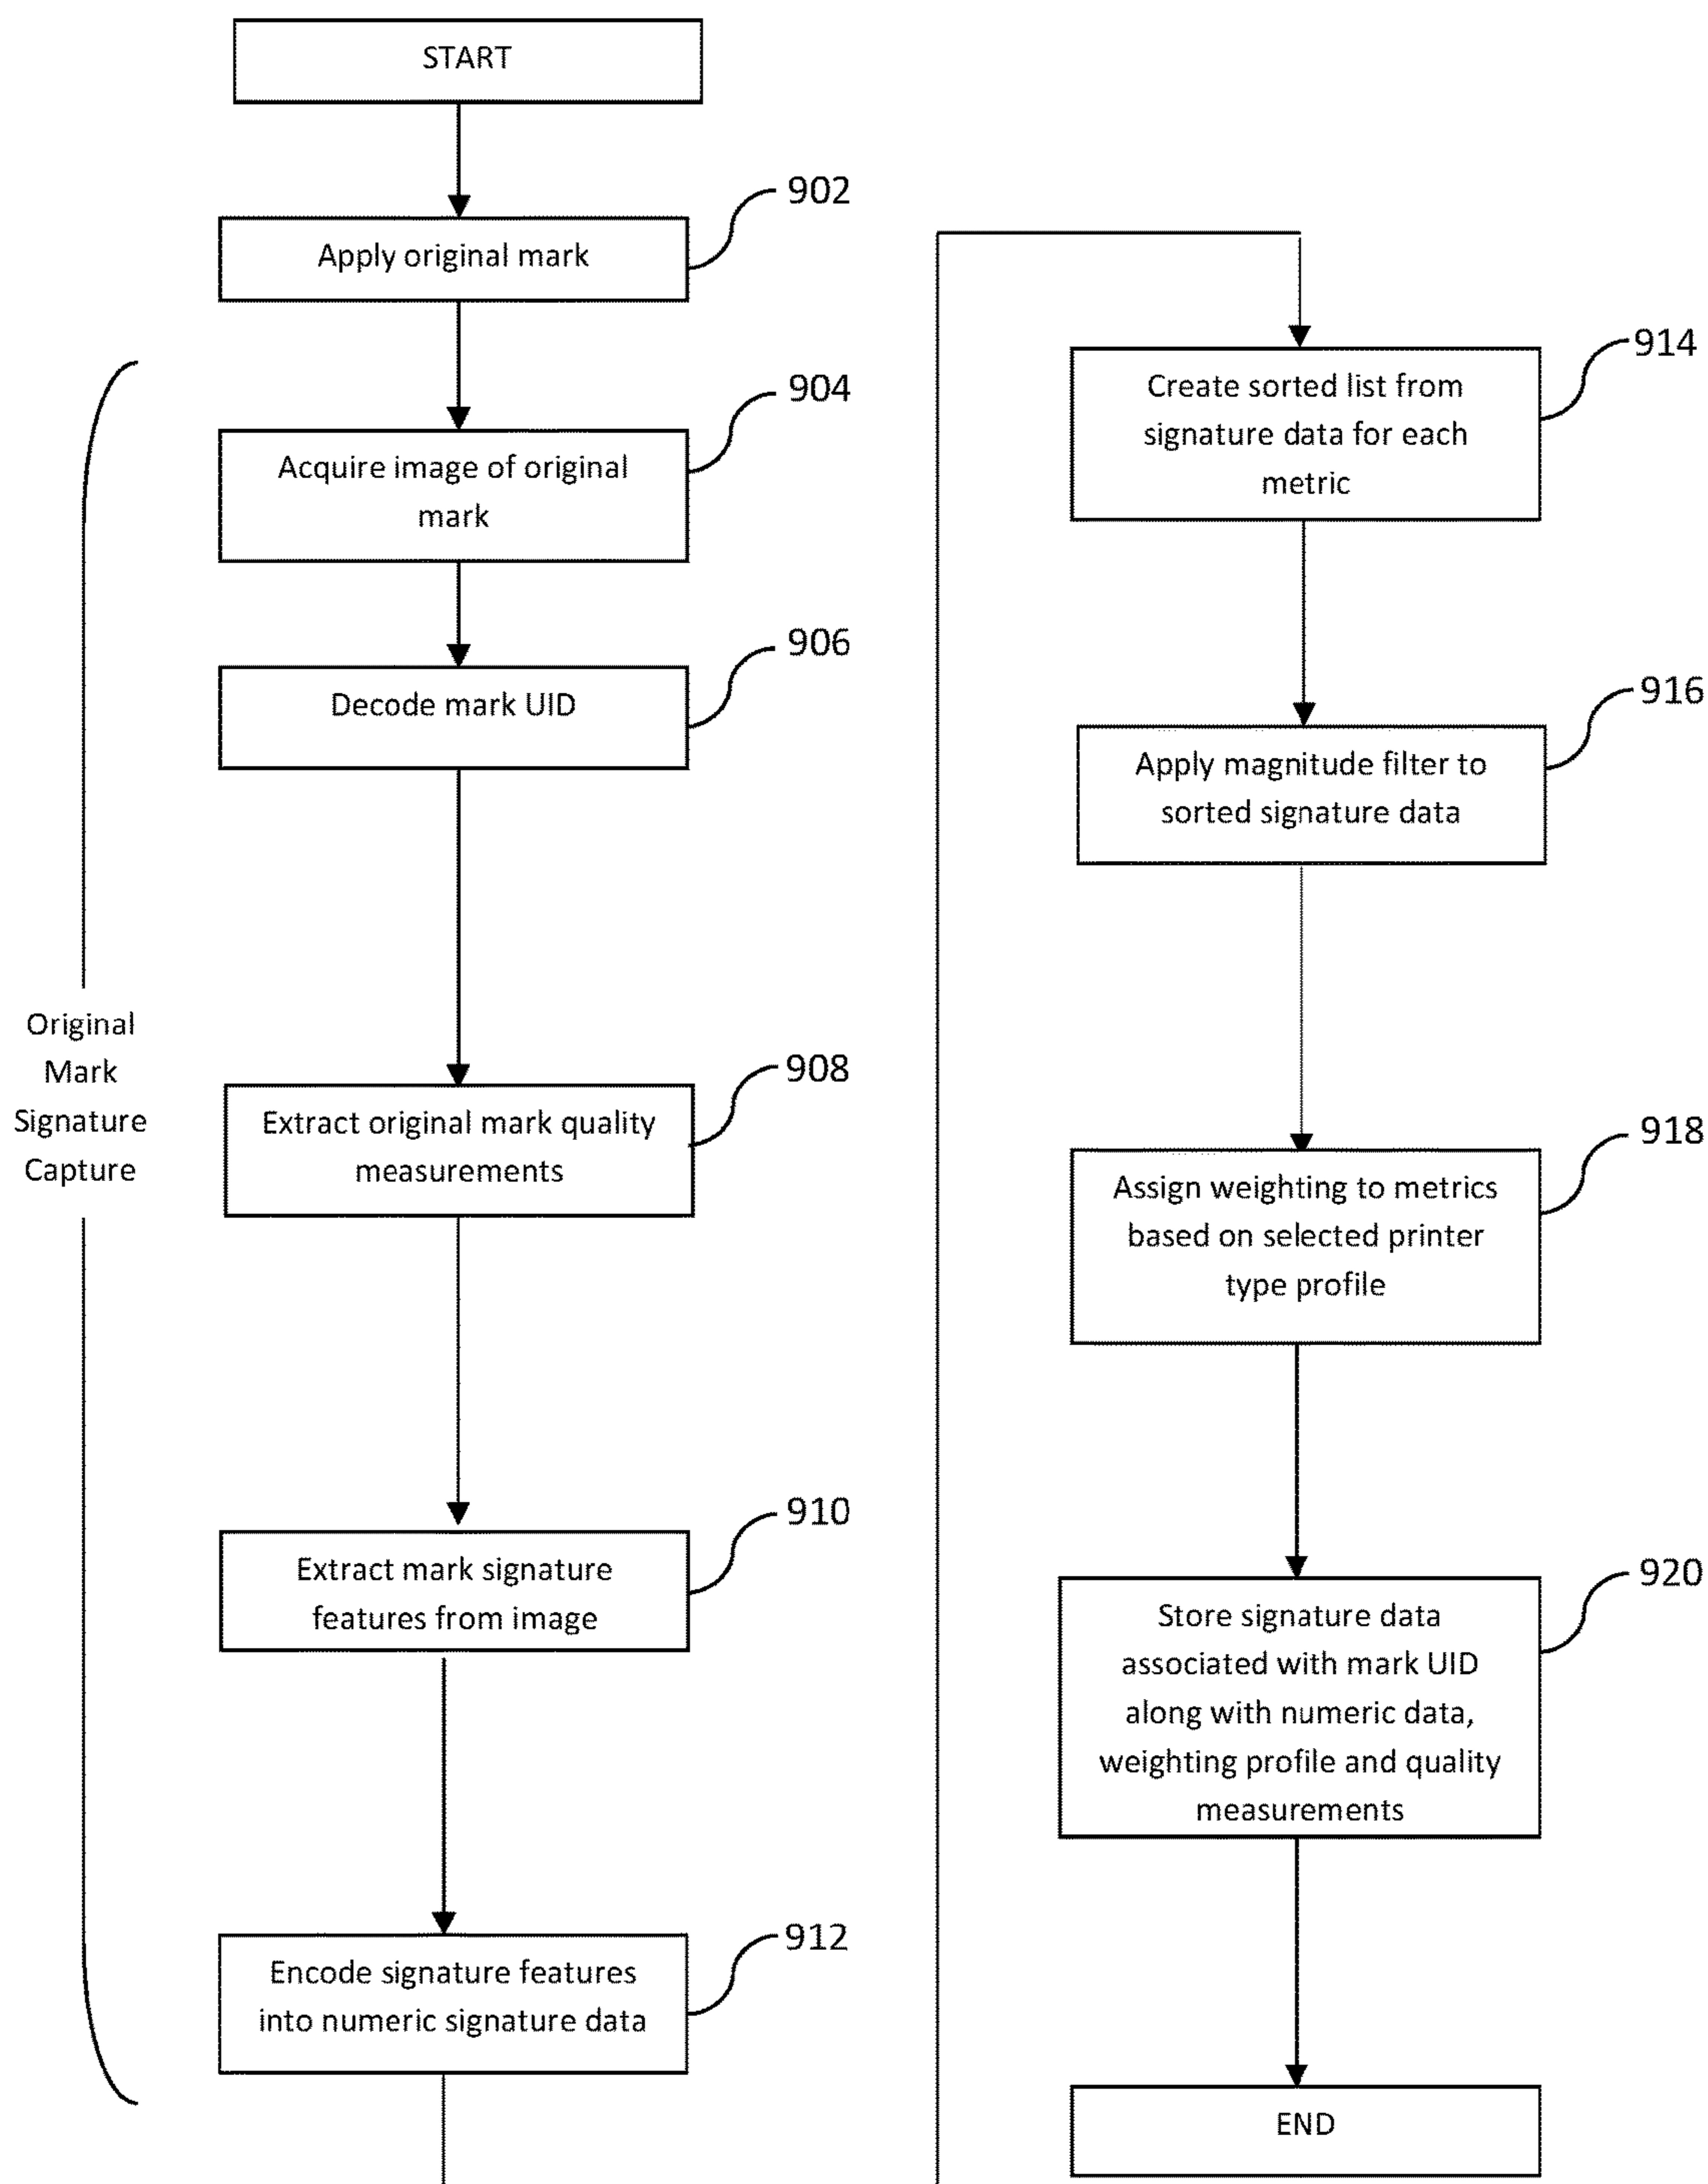 START
902
Apply original mark
904
Acquire image of original
mark
906
Decode mark UID
Original
Mark
Signature
Capture
908
Extract original mark quality
measurements
910
Extract mark signature
features from image
912
Encode signature features
into numeric signature data
914
Create sorted list from
signature data for each
metric
916
Apply magnitude filter to
sorted signature data
918
Assign weighting to metrics
based on selected printer
type profile
920
Store signature data
associated with mark UID
along with numeric data,
weighting profile and quality
measurements
END